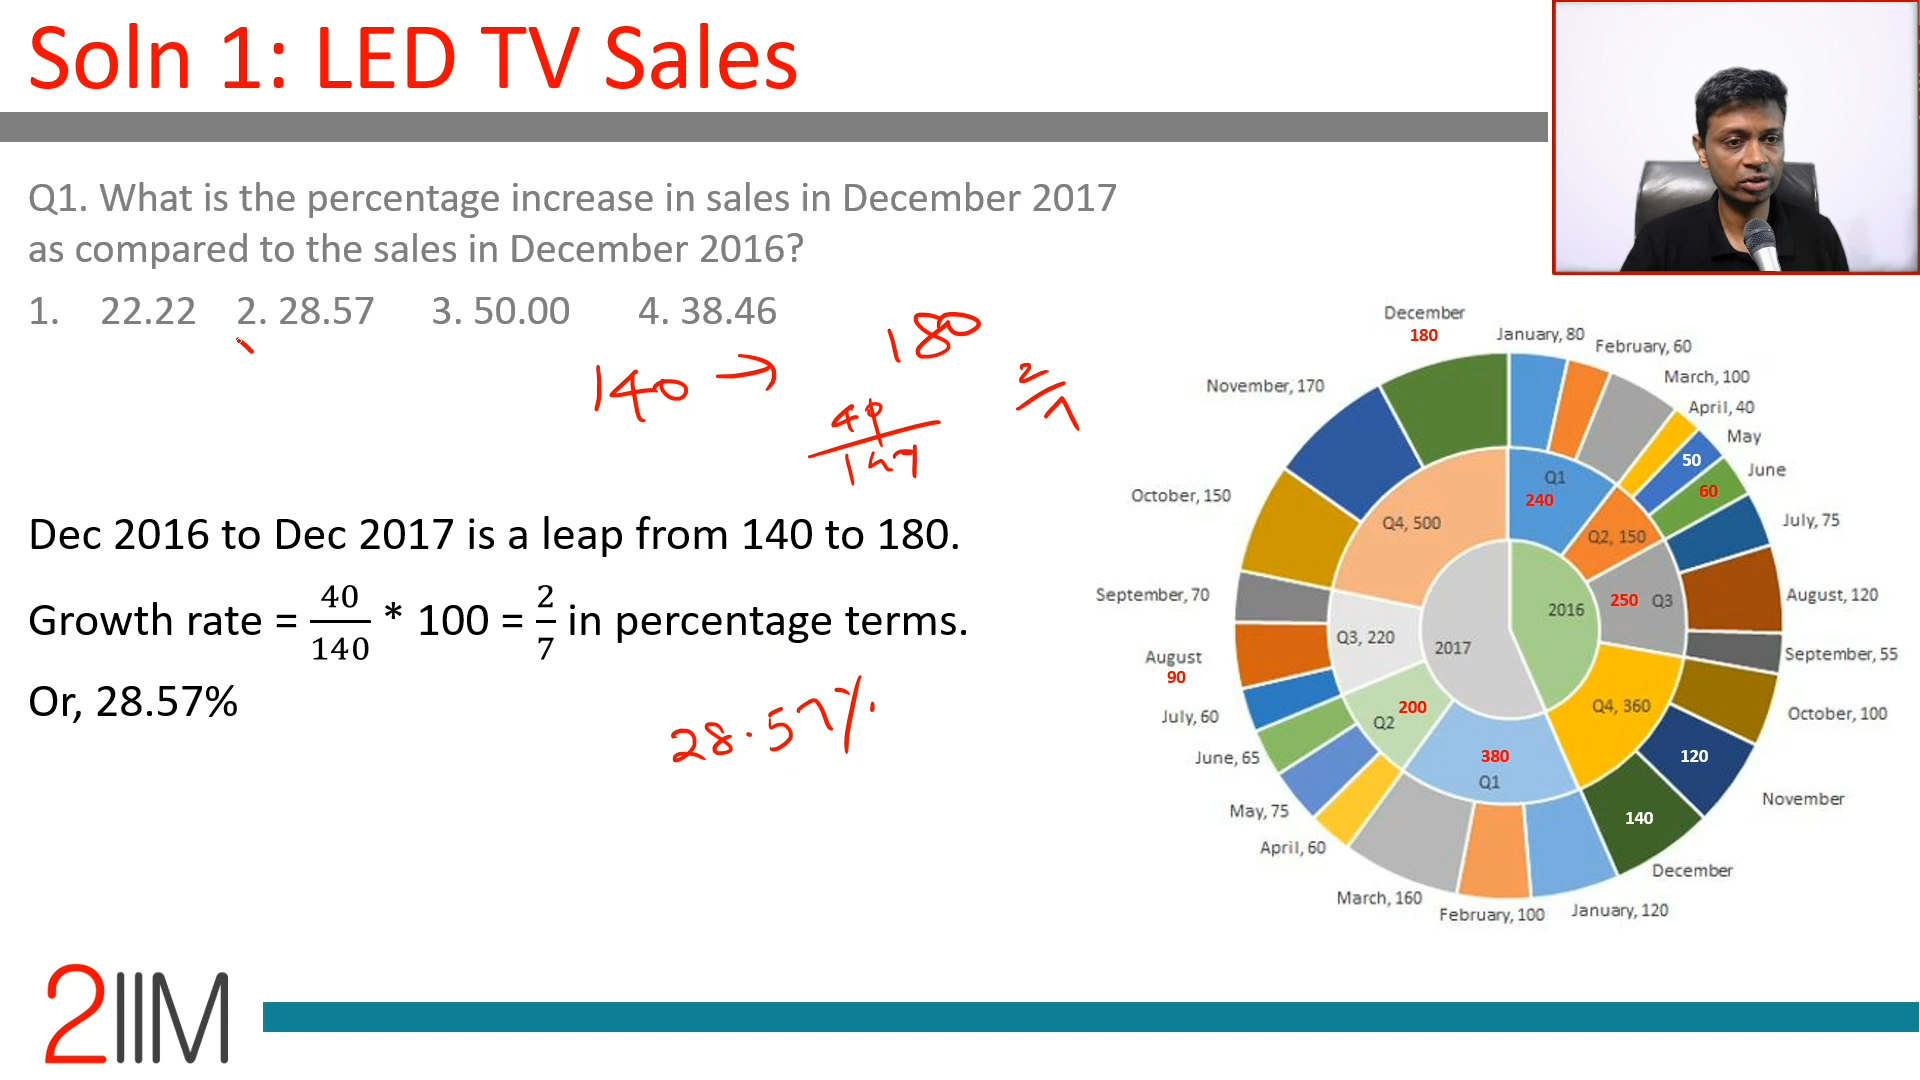 Soln 1: LED TV Sales
Q1. What is the percentage increase in sales in December 2017
as compared to the sales in December 2016?
1. 22.22 2. 28.57 3. 50.00 4. 38.46
140 → 180
40
140
2
7
Dec 2016 to Dec 2017 is a leap from 140 to 180.
Growth rate = 40/140 * 100 = 2/7 in percentage terms.
Or, 28.57%
28.57%
December
180
January, 80
February, 60
March, 100
April, 40
May
50
June
60
July, 75
August, 120
September, 55
October, 100
November
120
December
140
January, 120
February, 100
March, 160
April, 60
May, 75
June, 65
July, 60
August
90
September, 70
October, 150
November, 170
Q1
240
Q2, 150
250 Q3
Q4, 360
380
Q1
200
Q2
Q3, 220
Q4, 500
2016
2017
2IIM